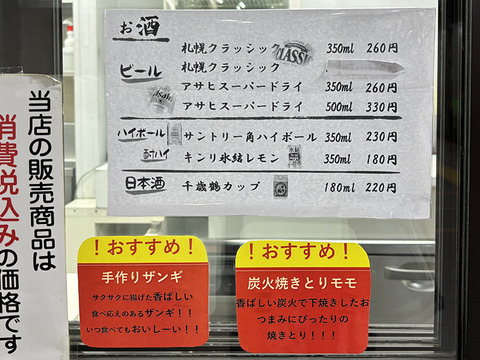 お酒
ビール
札幌クラッシック 350ml 260円
札幌クラッシック
アサヒスーパードライ 350ml 260円
アサヒスーパードライ 500ml 330円
ハイボール サントリー角ハイボール 350ml 230円
酎ハイ キンリ氷結レモン 350ml 180円
日本酒 千歳鶴カップ 180ml 220円
当店の販売商品は
消費税込みの価格です
!おすすめ!
手作りザンギ
サクサクに揚げた香ばしい
食べ応えのあるザンギ!!
いつ食べてもおいしーい!!
!おすすめ!
炭火焼きとりモモ
香ばしい炭火で下焼きしたお
つまみにぴったりの
焼きとり!!!